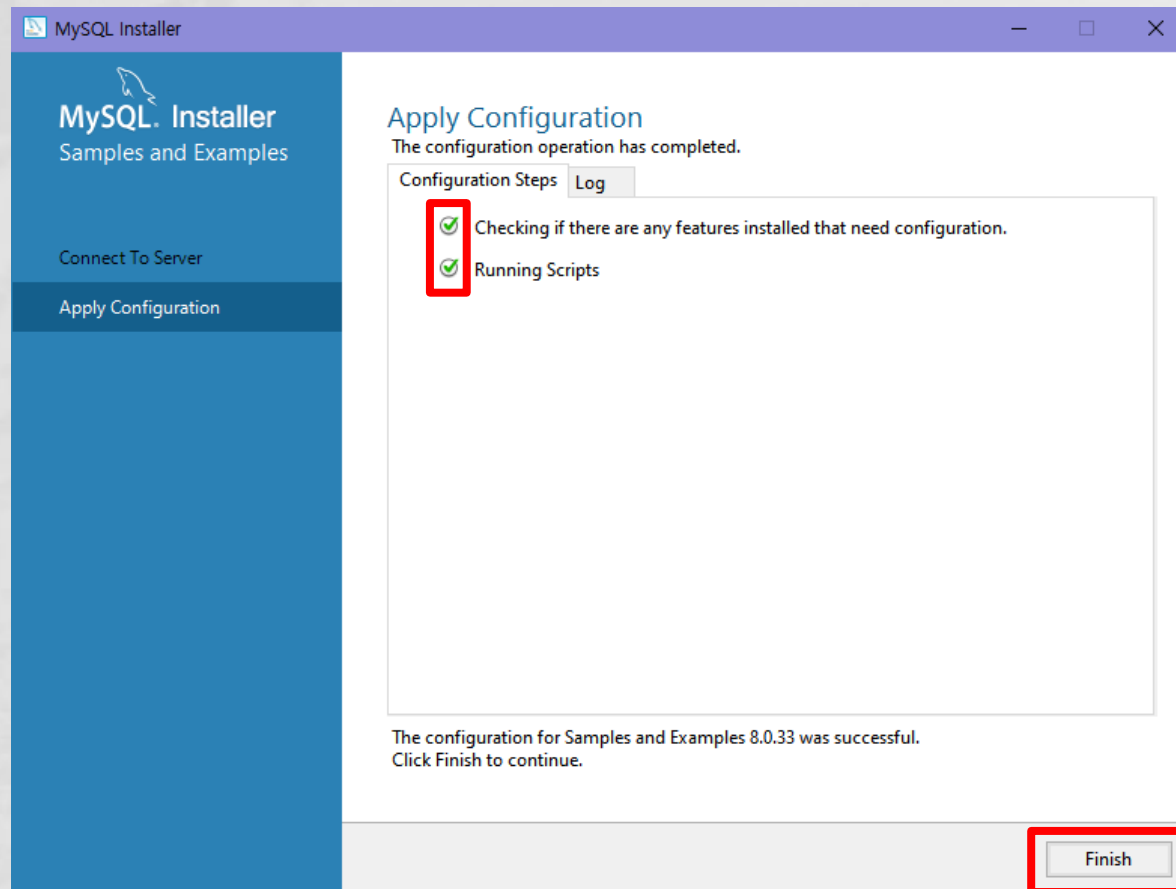 MySQL Installer
MySQL. Installer
Samples and Examples
Connect To Server
Apply Configuration
Apply Configuration
The configuration operation has completed.
Configuration Steps
Log
Checking if there are any features installed that need configuration.
Running Scripts
The configuration for Samples and Examples 8.0.33 was successful.
Click Finish to continue.
Finish